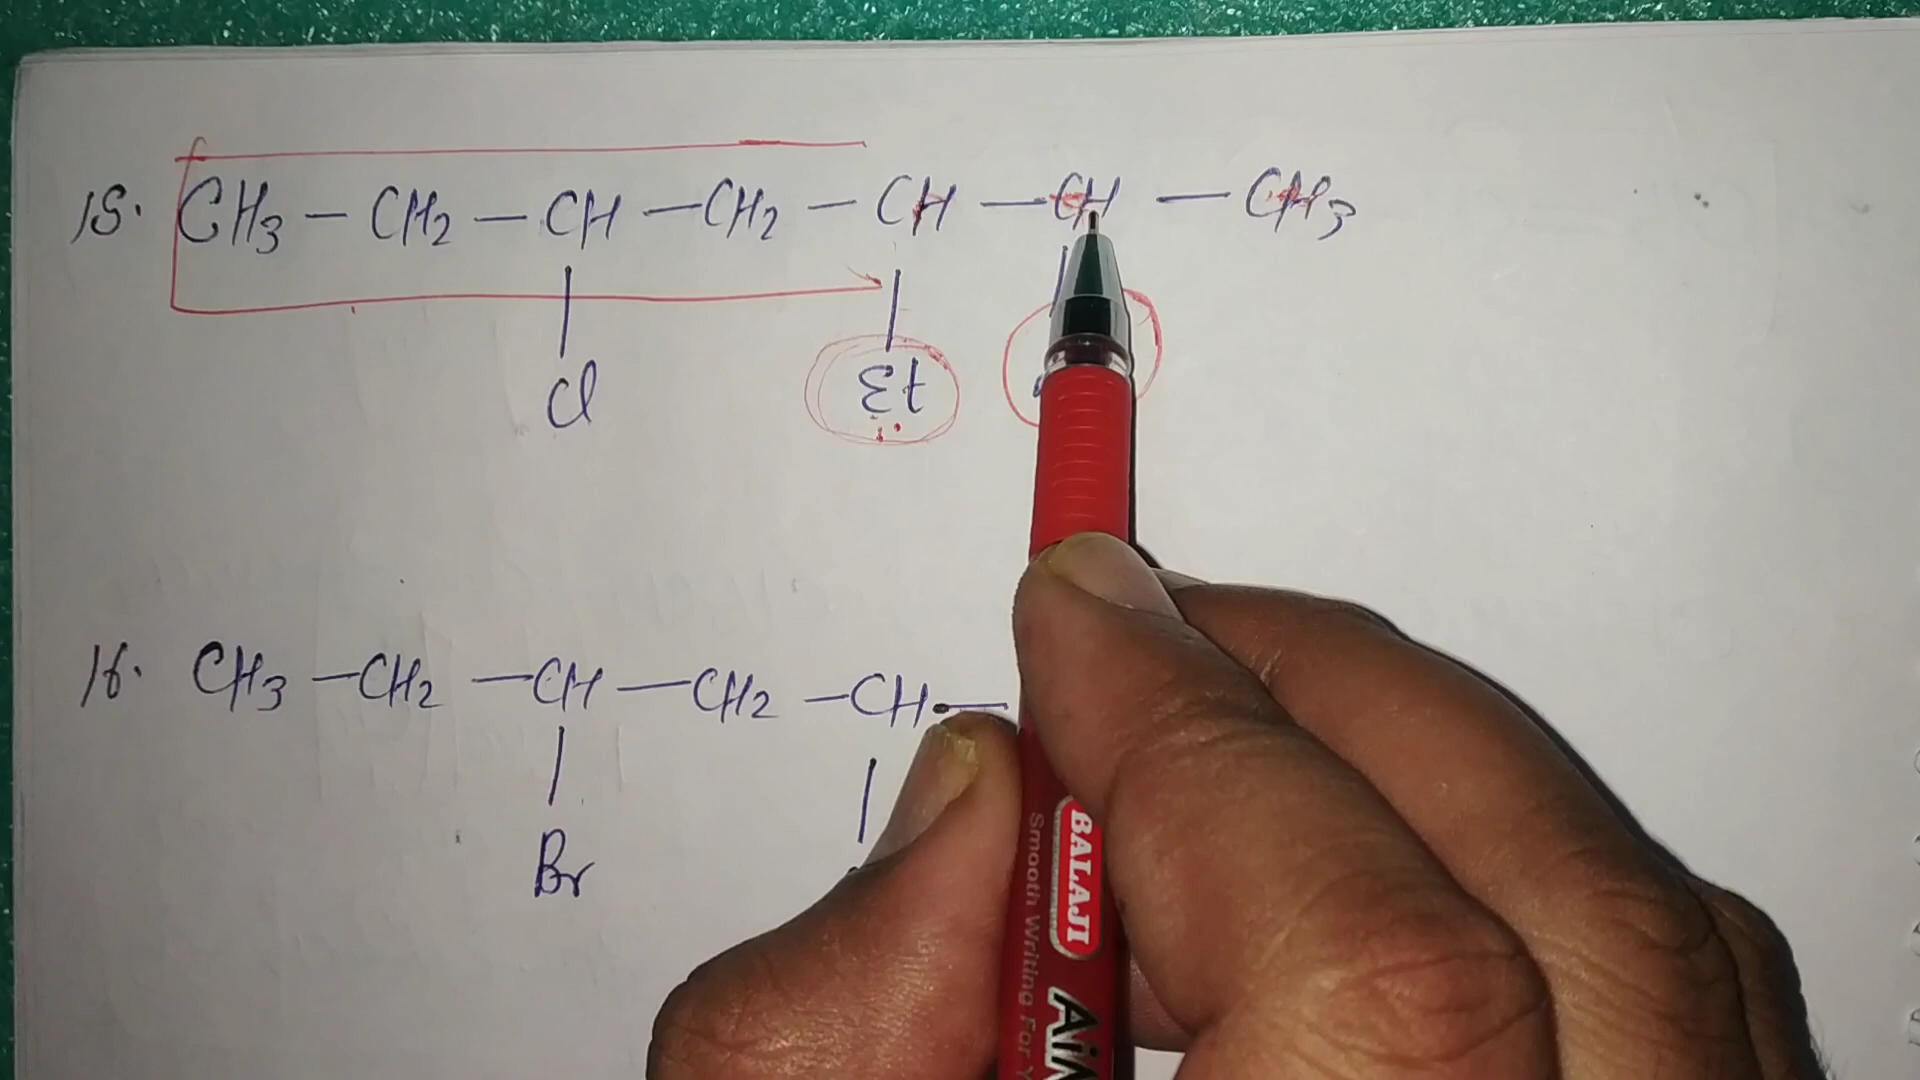 15. CH3 — CH2 — CH — CH2 — CH — CH — CH3
Cl Et
16. CH3 — CH2 — CH — CH2 — CH —
Br
BALAJI
Smooth Writing For